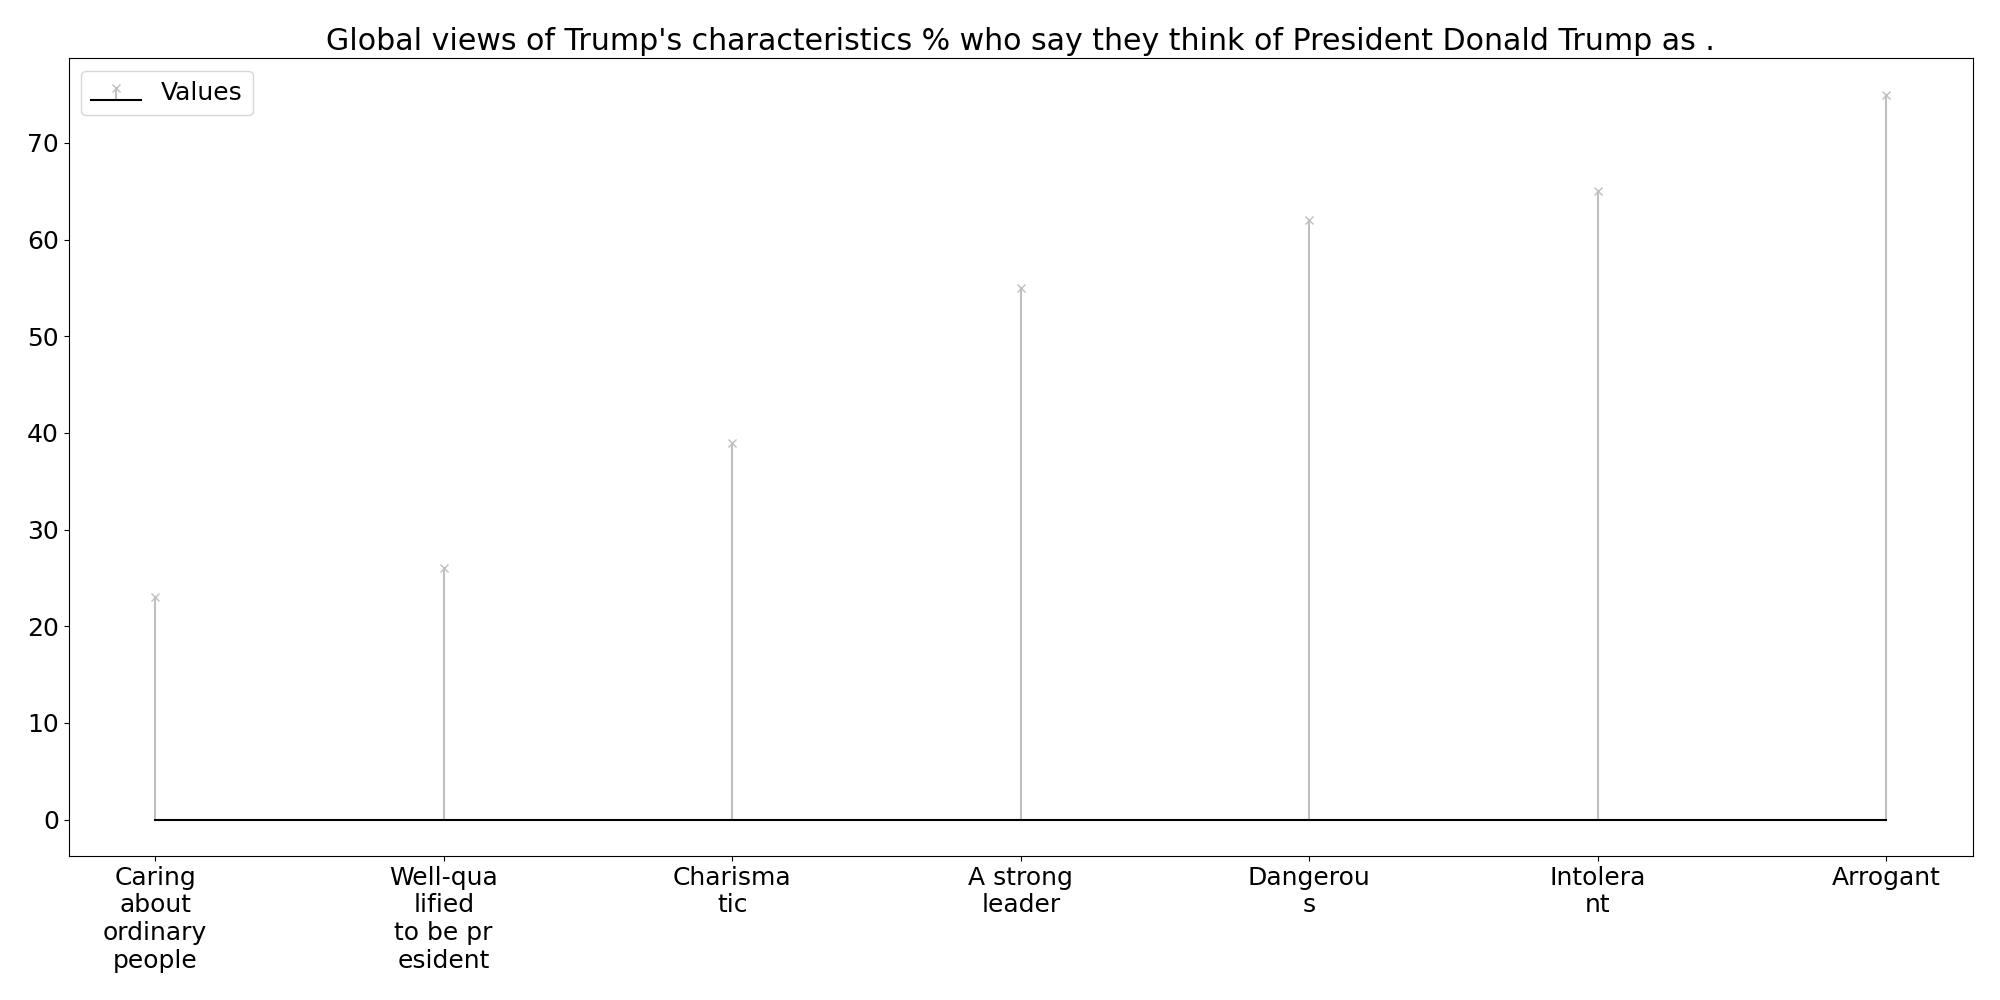 Global views of Trump's characteristics % who say they think of President Donald Trump as .
Values
70
60
50
40
30
20
10
0
Caring
about
ordinary
people
Well-qua
lified
to be pr
esident
Charisma
tic
A strong
leader
Dangerou
s
Intolera
nt
Arrogant